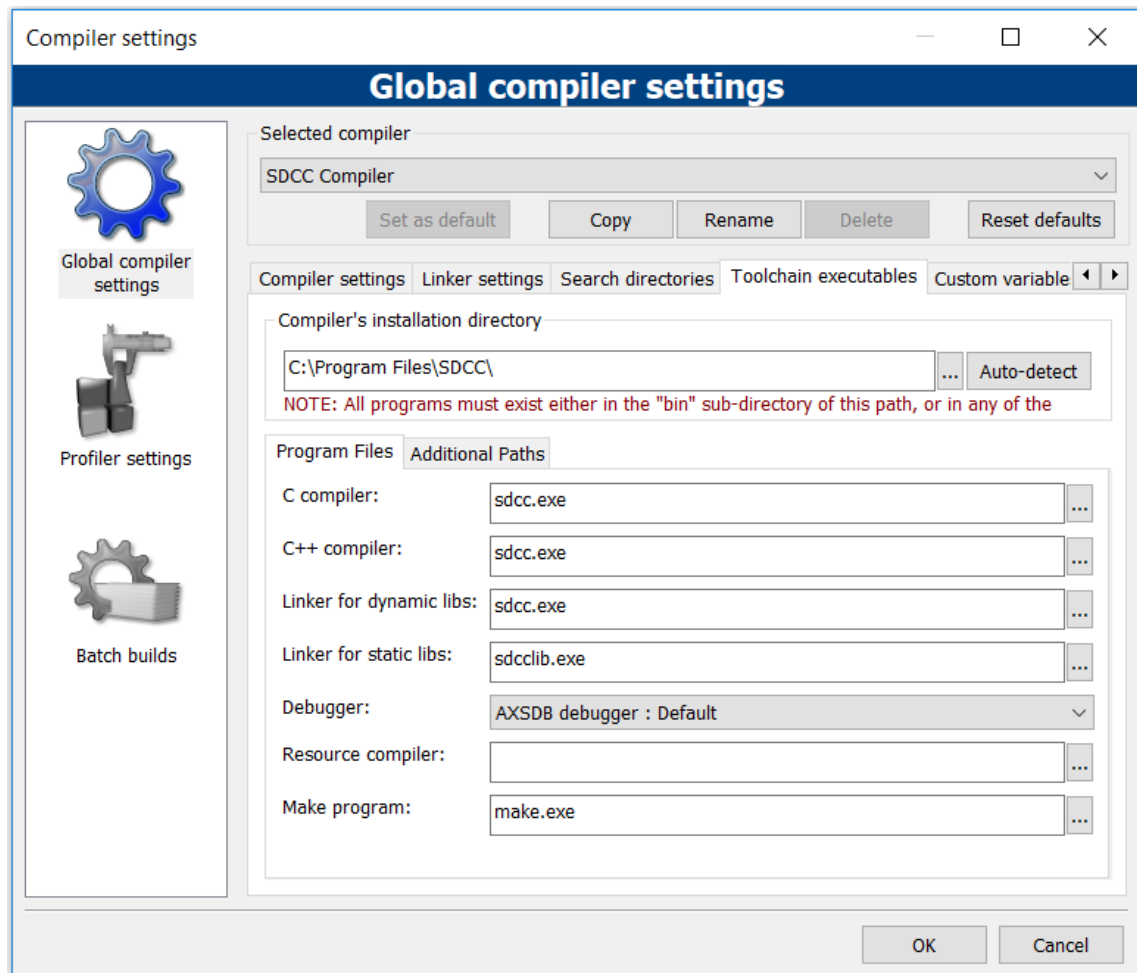 Compiler settings
Global compiler settings
Global compiler
settings
Profiler settings
Batch builds
Selected compiler
SDCC Compiler
Set as default Copy Rename Delete Reset defaults
Compiler settings Linker settings Search directories Toolchain executables Custom variable
Compiler's installation directory
C:\Program Files\SDCC\ ... Auto-detect
NOTE: All programs must exist either in the "bin" sub-directory of this path, or in any of the
Program Files Additional Paths
C compiler: sdcc.exe ...
C++ compiler: sdcc.exe ...
Linker for dynamic libs: sdcc.exe ...
Linker for static libs: sdcclib.exe ...
Debugger: AXSDB debugger : Default
Resource compiler: ...
Make program: make.exe ...
OK Cancel